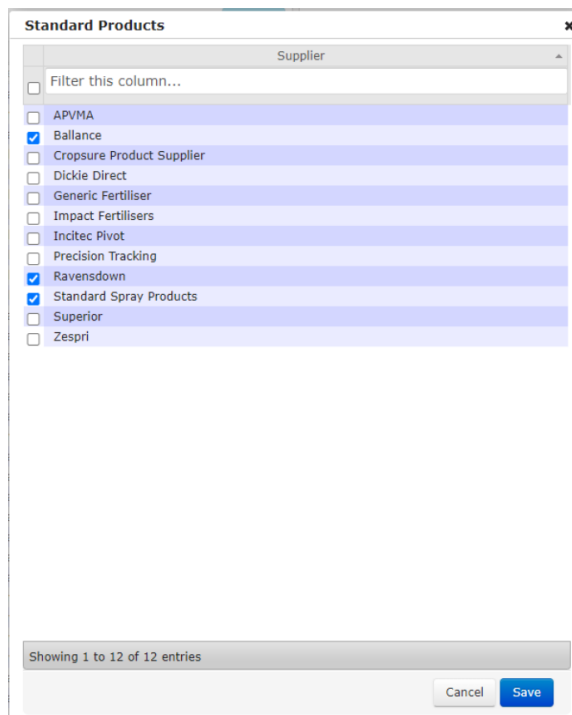 Standard Products
Supplier
Filter this column...
APVMA
Ballance
Cropsure Product Supplier
Dickie Direct
Generic Fertiliser
Impact Fertilisers
Incitec Pivot
Precision Tracking
Ravensdown
Standard Spray Products
Superior
Zespri
Showing 1 to 12 of 12 entries
Cancel Save